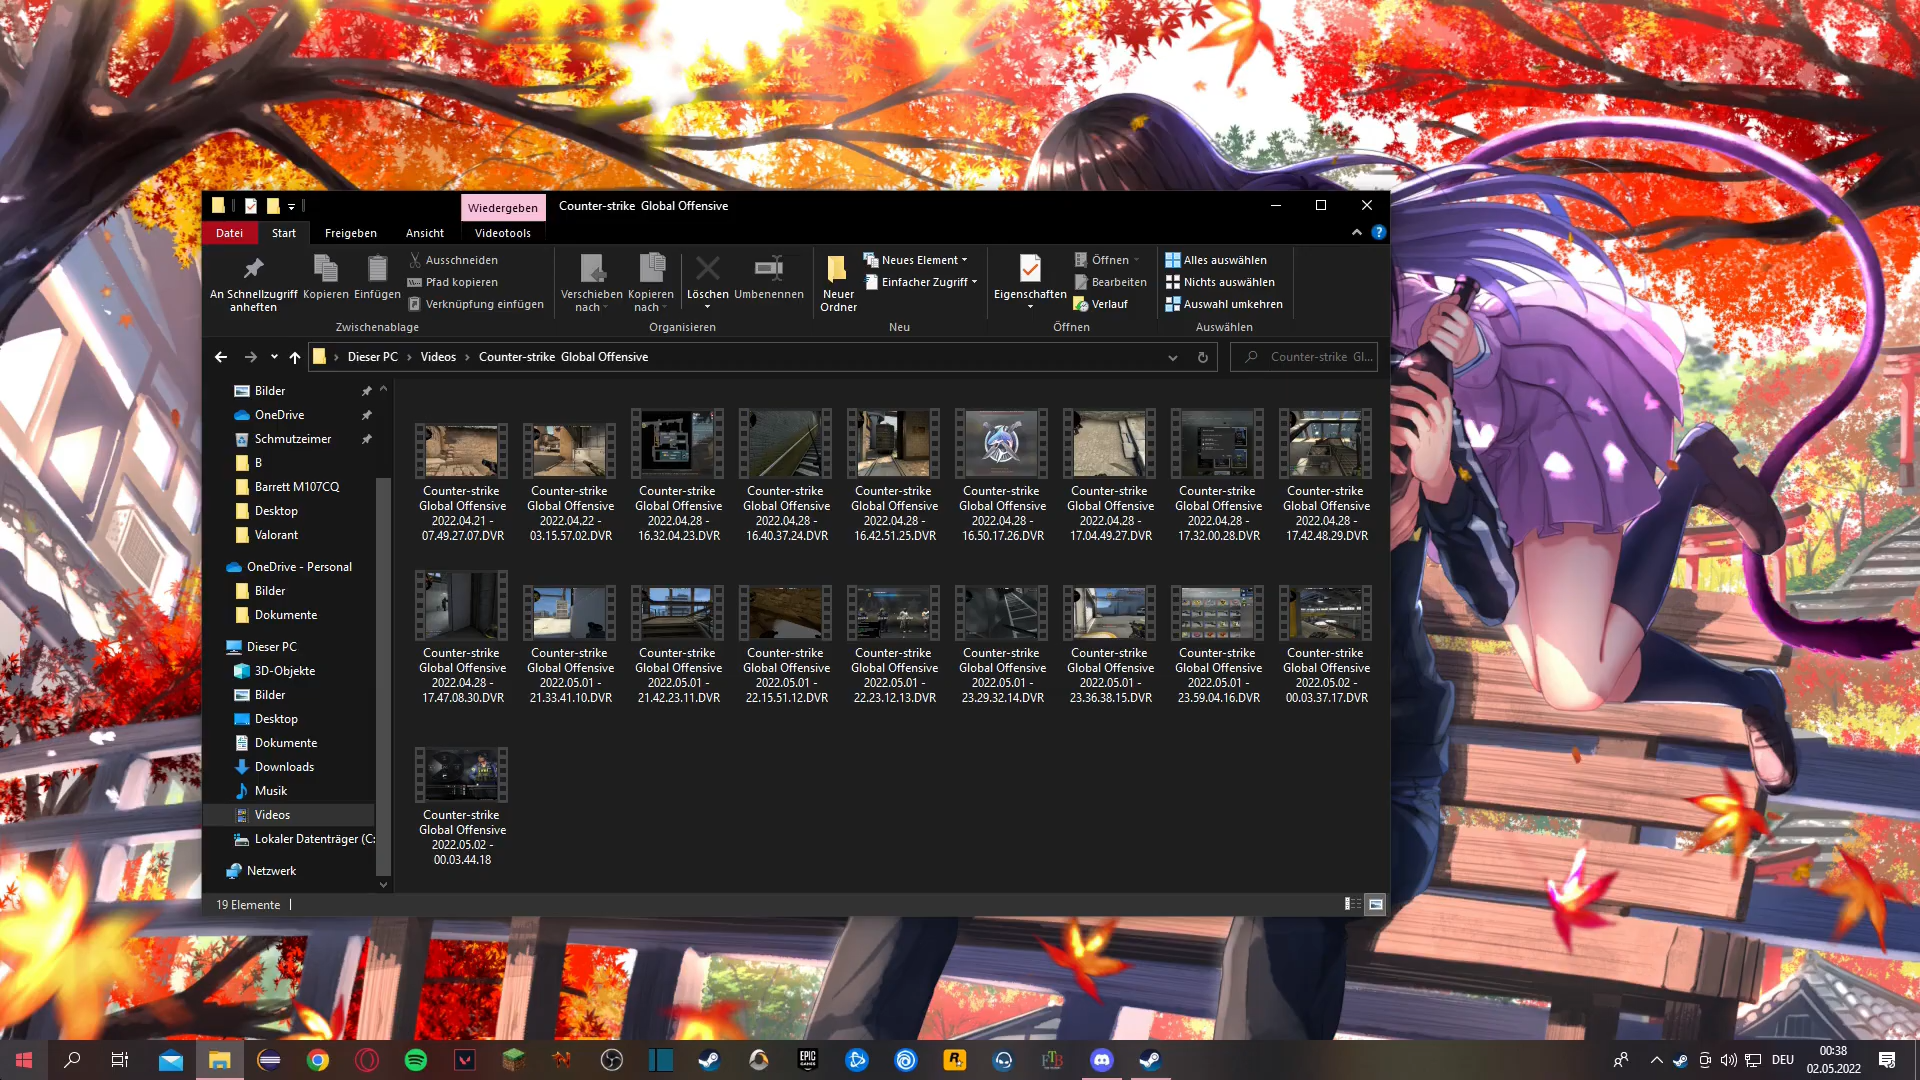 Wiedergeben
Counter-strike  Global Offensive
Datei
Start
Freigeben
Ansicht
Videotools
An Schnellzugriff
anheften
Kopieren
Einfügen
Ausschneiden
Pfad kopieren
Verknüpfung einfügen
Zwischenablage
Verschieben
nach
Kopieren
nach
Löschen
Umbenennen
Organisieren
Neuer
Ordner
Neues Element
Einfacher Zugriff
Neu
Eigenschaften
Öffnen
Bearbeiten
Verlauf
Öffnen
Alles auswählen
Nichts auswählen
Auswahl umkehren
Auswählen
Dieser PC
Videos
Counter-strike  Global Offensive
Counter-strike  Gl...
Bilder
OneDrive
Schmutzeimer
B
Barrett M107CQ
Desktop
Valorant
OneDrive - Personal
Bilder
Dokumente
Dieser PC
3D-Objekte
Bilder
Desktop
Dokumente
Downloads
Musik
Videos
Lokaler Datenträger (C:
Netzwerk
Counter-strike
Global Offensive
2022.04.21 -
07.49.27.07.DVR
Counter-strike
Global Offensive
2022.04.22 -
03.15.57.02.DVR
Counter-strike
Global Offensive
2022.04.28 -
16.32.04.23.DVR
Counter-strike
Global Offensive
2022.04.28 -
16.40.37.24.DVR
Counter-strike
Global Offensive
2022.04.28 -
16.42.51.25.DVR
Counter-strike
Global Offensive
2022.04.28 -
16.50.17.26.DVR
Counter-strike
Global Offensive
2022.04.28 -
17.04.49.27.DVR
Counter-strike
Global Offensive
2022.04.28 -
17.32.00.28.DVR
Counter-strike
Global Offensive
2022.04.28 -
17.42.48.29.DVR
Counter-strike
Global Offensive
2022.04.28 -
17.47.08.30.DVR
Counter-strike
Global Offensive
2022.05.01 -
21.33.41.10.DVR
Counter-strike
Global Offensive
2022.05.01 -
21.42.23.11.DVR
Counter-strike
Global Offensive
2022.05.01 -
22.15.51.12.DVR
Counter-strike
Global Offensive
2022.05.01 -
22.23.12.13.DVR
Counter-strike
Global Offensive
2022.05.01 -
23.29.32.14.DVR
Counter-strike
Global Offensive
2022.05.01 -
23.36.38.15.DVR
Counter-strike
Global Offensive
2022.05.01 -
23.59.04.16.DVR
Counter-strike
Global Offensive
2022.05.02 -
00.03.37.17.DVR
Counter-strike
Global Offensive
2022.05.02 -
00.03.44.18
19 Elemente
EPIC
GAMES
R
FTB
DEU
00:38
02.05.2022